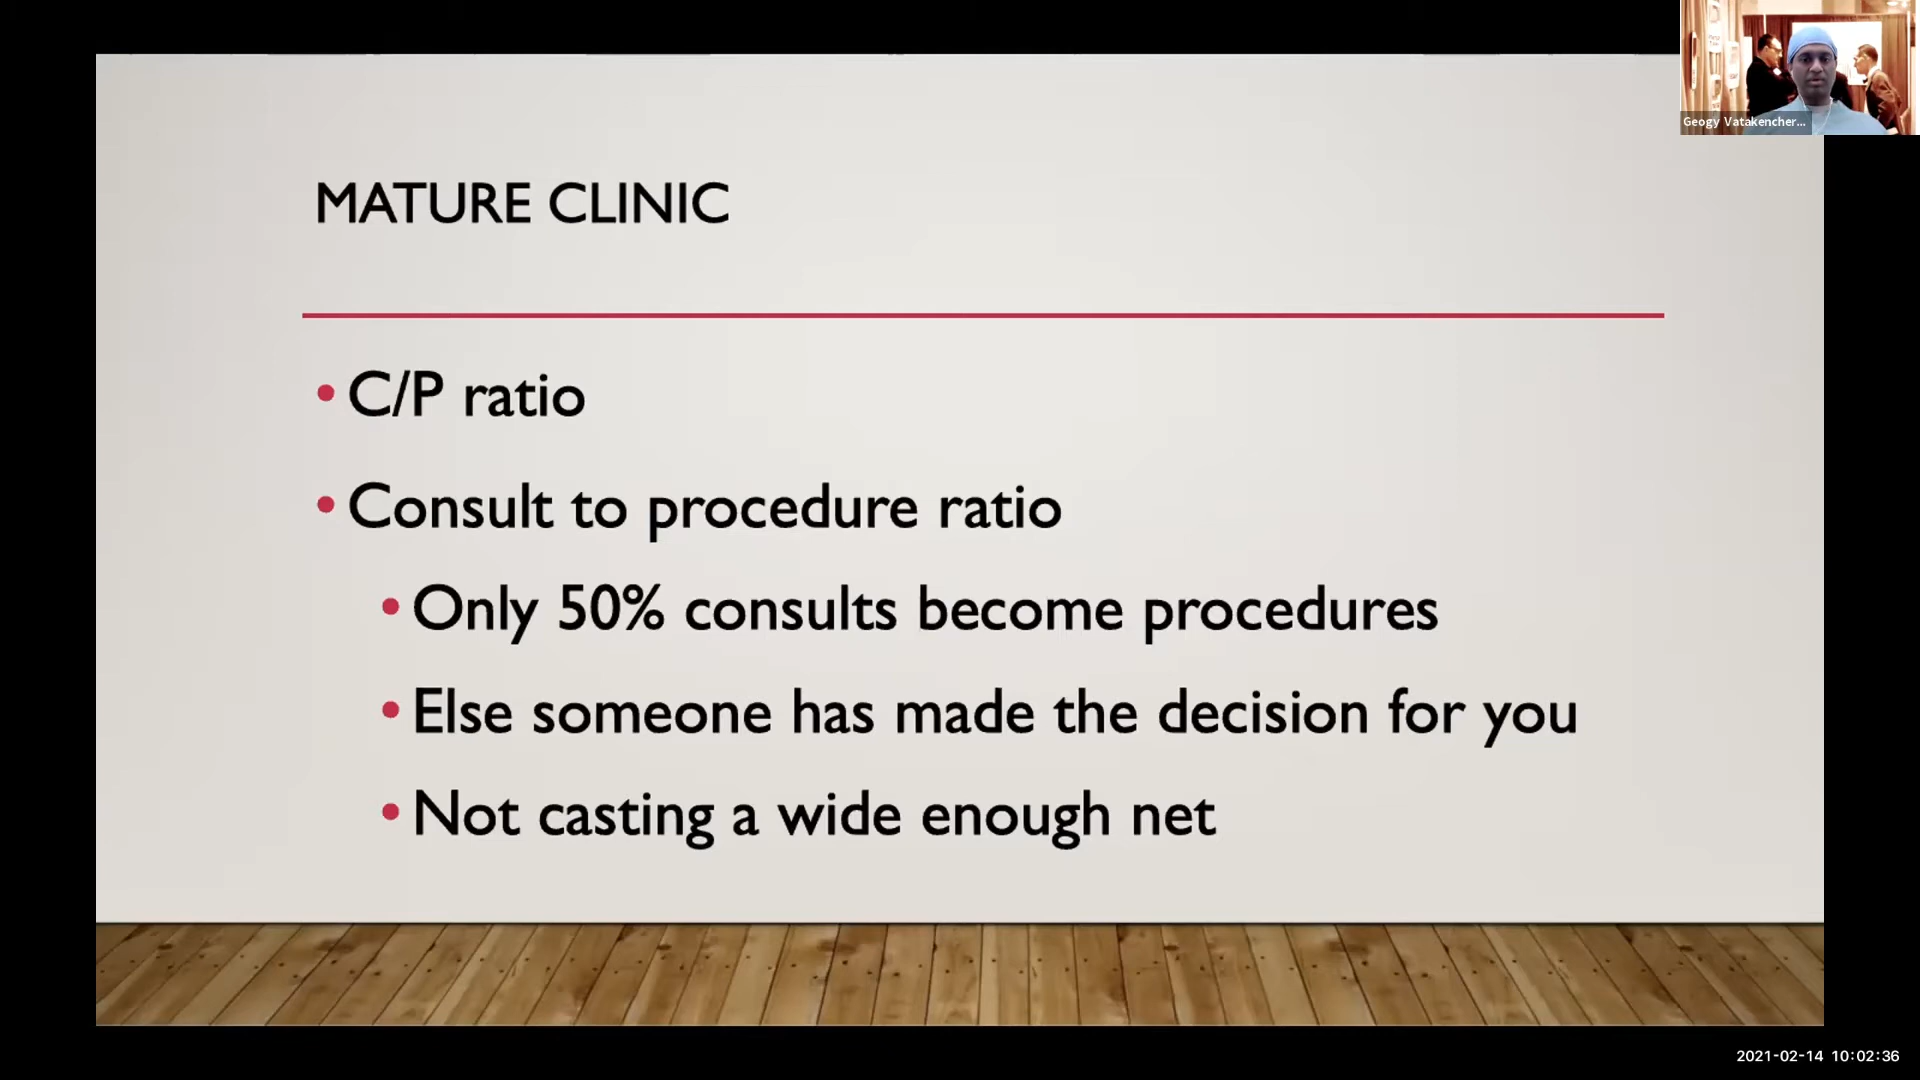 Geogy Vatakencher...
MATURE CLINIC
• C/P ratio
• Consult to procedure ratio
• Only 50% consults become procedures
• Else someone has made the decision for you
• Not casting a wide enough net
2021-02-14 10:02:36